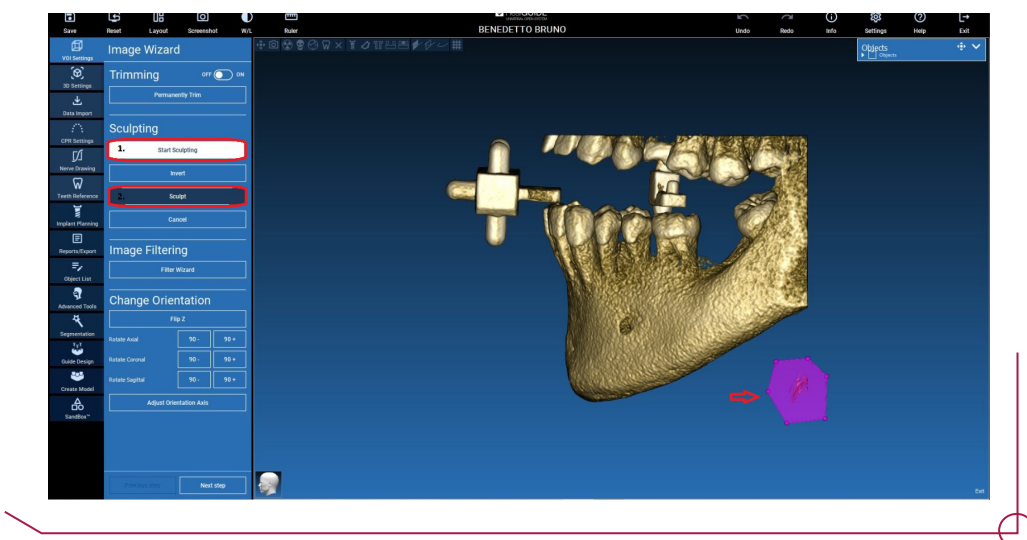 Save
Reset
Layout
Screenshot
W/L
Ruler
UNIVERSAL OPEN SYSTEM
BENEDETTO BRUNO
Undo
Redo
Info
Settings
Help
Exit
VOI Settings
3D Settings
Data Import
CPR Settings
Nerve Drawing
Teeth Reference
Implant Planning
Reports/Export
Object List
Advanced Tools
Segmentation
Guide Design
Create Model
SandBox™
Image Wizard
Trimming
OFF ON
Permanently Trim
Sculpting
1. Start Sculpting
Invert
2. Sculpt
Cancel
Image Filtering
Filter Wizard
Change Orientation
Flip Z
Rotate Axial 90 - 90 +
Rotate Coronal 90 - 90 +
Rotate Sagittal 90 - 90 +
Adjust Orientation Axis
Previous step
Next step
Objects
Objects
Exit